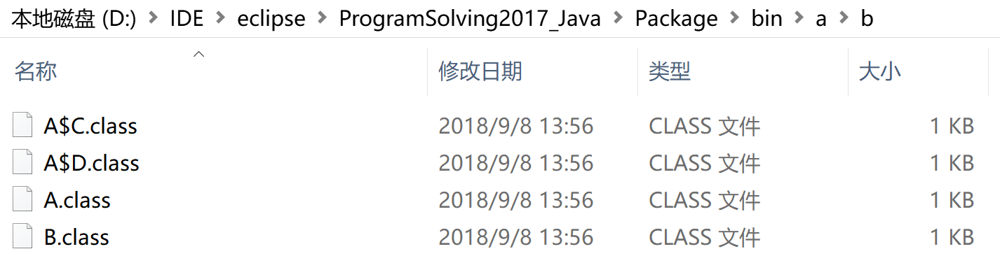 本地磁盘 (D:) > IDE > eclipse > ProgramSolving2017_Java > Package > bin > a > b
名称 修改日期 类型 大小
A$C.class 2018/9/8 13:56 CLASS 文件 1 KB
A$D.class 2018/9/8 13:56 CLASS 文件 1 KB
A.class 2018/9/8 13:56 CLASS 文件 1 KB
B.class 2018/9/8 13:56 CLASS 文件 1 KB